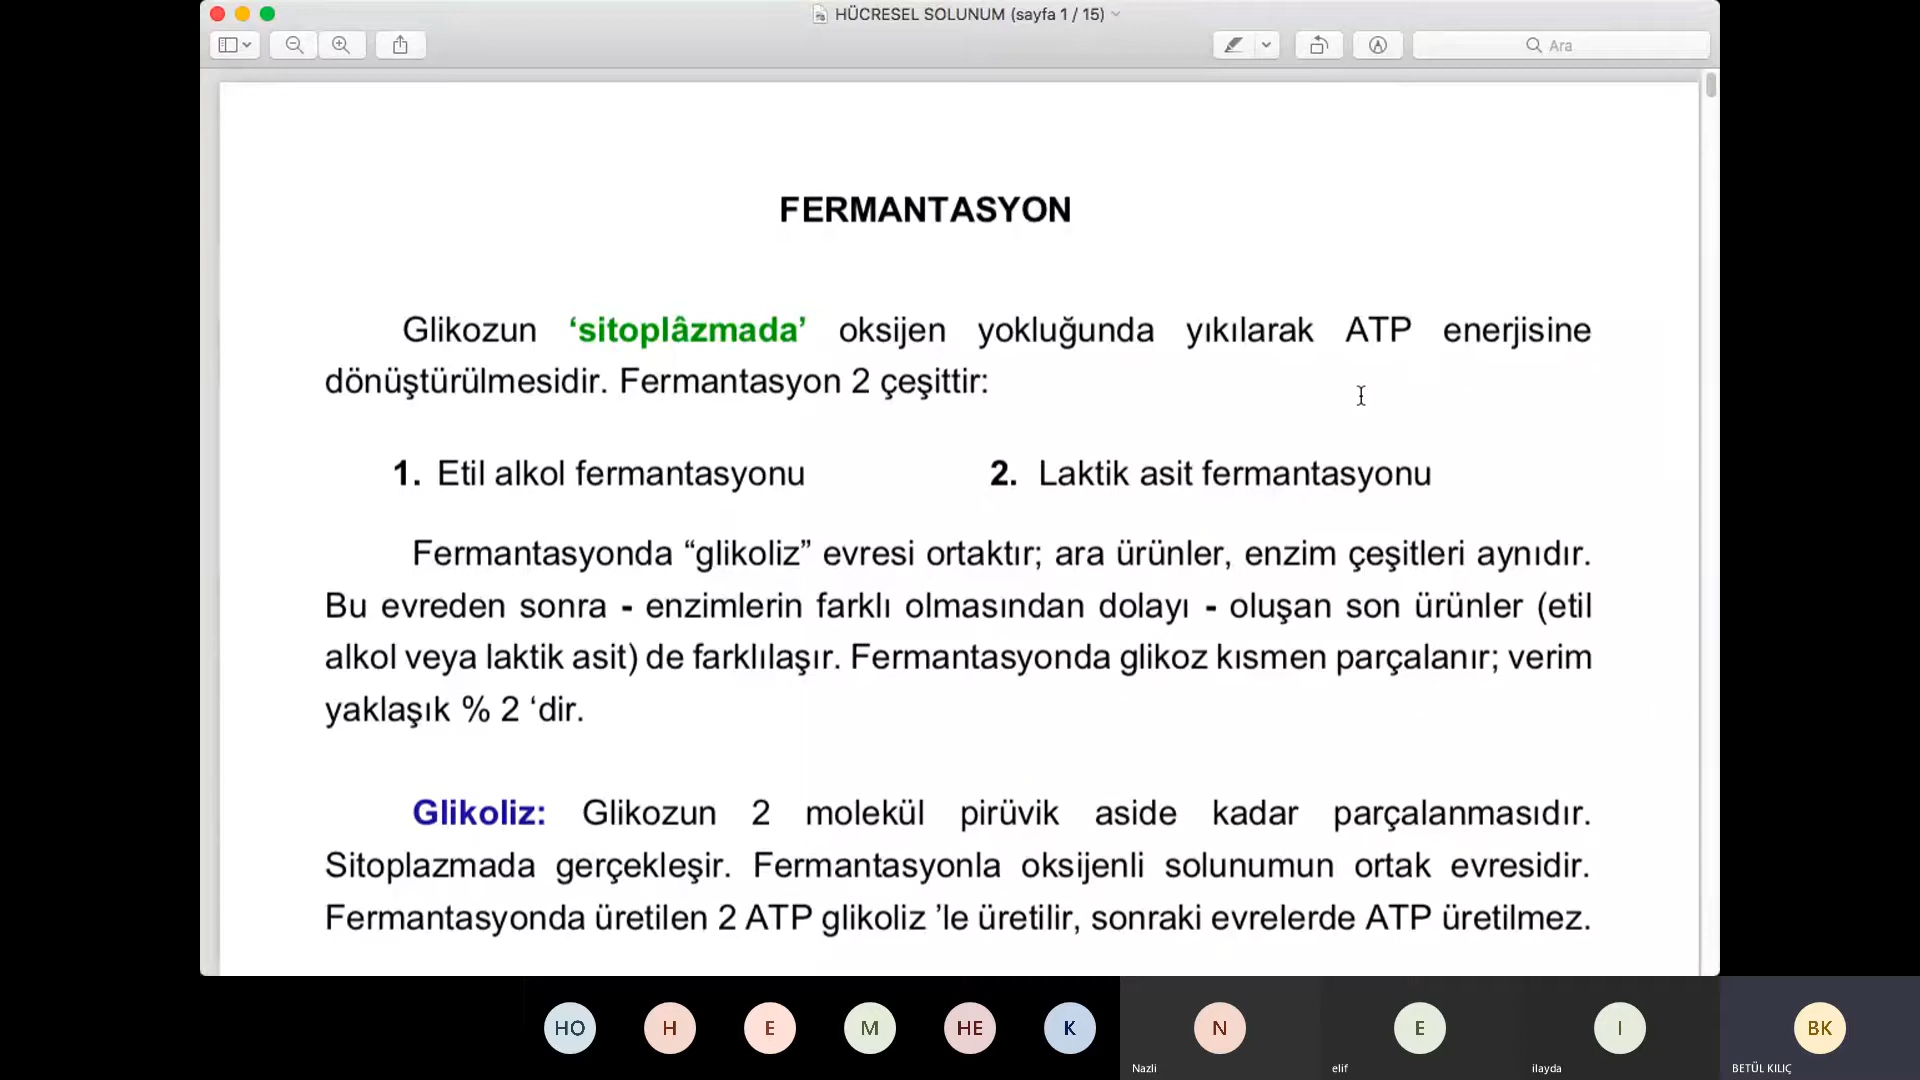 HÜCRESEL SOLUNUM (sayfa 1 / 15)
Ara
FERMANTASYON
Glikozun ‘sitoplâzmada’ oksijen yokluğunda yıkılarak ATP enerjisine
dönüştürülmesidir. Fermantasyon 2 çeşittir:
1. Etil alkol fermantasyonu 2. Laktik asit fermantasyonu
Fermantasyonda “glikoliz” evresi ortaktır; ara ürünler, enzim çeşitleri aynıdır.
Bu evreden sonra - enzimlerin farklı olmasından dolayı - oluşan son ürünler (etil
alkol veya laktik asit) de farklılaşır. Fermantasyonda glikoz kısmen parçalanır; verim
yaklaşık % 2 ‘dir.
Glikoliz: Glikozun 2 molekül pirüvik aside kadar parçalanmasıdır.
Sitoplazmada gerçekleşir. Fermantasyonla oksijenli solunumun ortak evresidir.
Fermantasyonda üretilen 2 ATP glikoliz ’le üretilir, sonraki evrelerde ATP üretilmez.
HO H E M HE K N E I BK
Nazli elif ilayda BETÜL KILIÇ